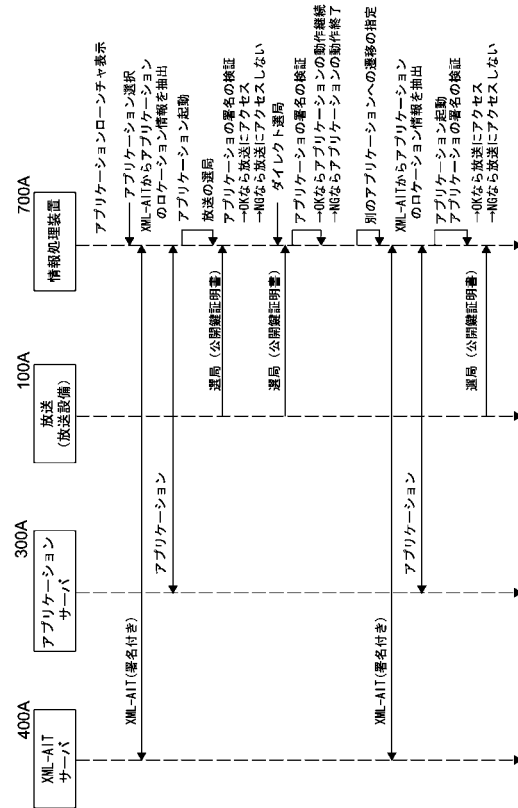 400A
XML-AIT
サーバ
300A
アプリケーション
サーバ
100A
放送
(放送設備)
700A
情報処理装置
アプリケーションローンチャ表示
アプリケーション選択
XML-AITからアプリケーション
のロケーション情報を抽出
XML-AIT(署名付き)
アプリケーション起動
アプリケーション
放送の選局
アプリケーショの署名の検証
→OKなら放送にアクセス
→NGなら放送にアクセスしない
選局(公開鍵証明書)
ダイレクト選局
選局(公開鍵証明書)
アプリケーショの署名の検証
→OKならアプリケーションの動作継続
→NGならアプリケーションの動作終了
別のアプリケーションへの遷移の指定
XML-AITからアプリケーション
のロケーション情報を抽出
XML-AIT(署名付き)
アプリケーション
アプリケーション起動
アプリケーショの署名の検証
→OKなら放送にアクセス
→NGなら放送にアクセスしない
選局(公開鍵証明書)